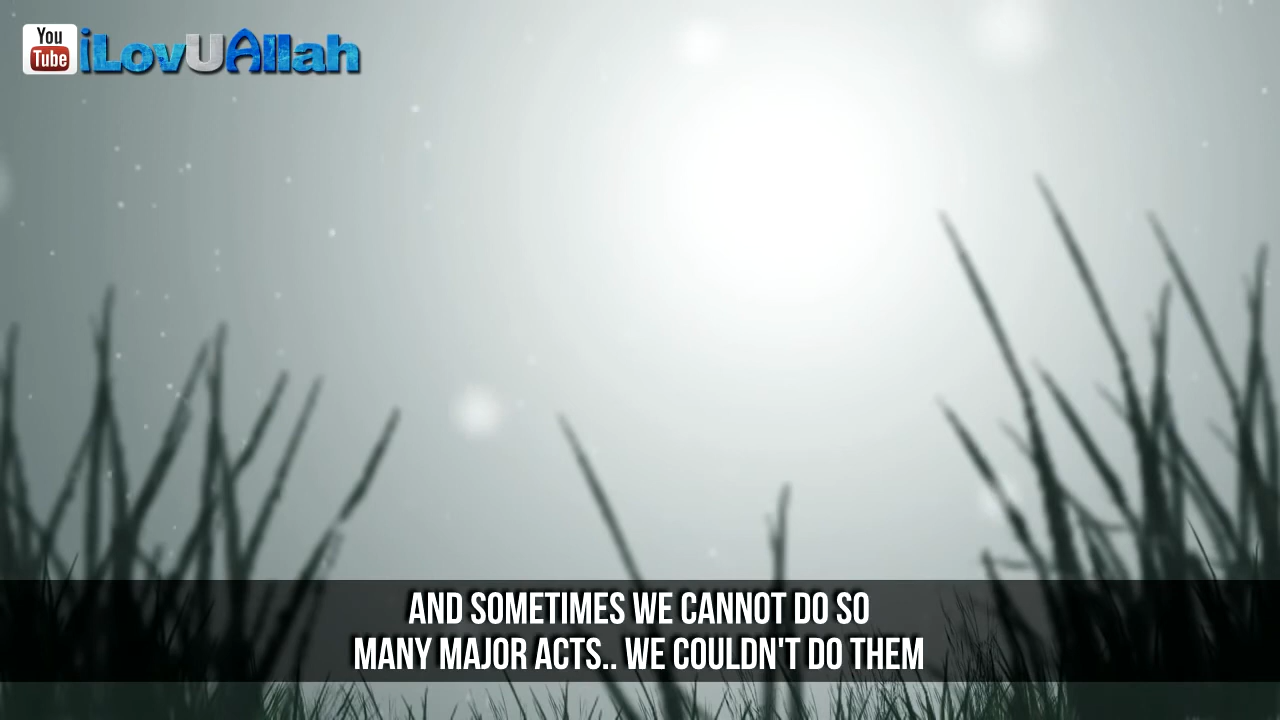 You
Tube
iLovUAllah
AND SOMETIMES WE CANNOT DO SO
MANY MAJOR ACTS.. WE COULDN'T DO THEM